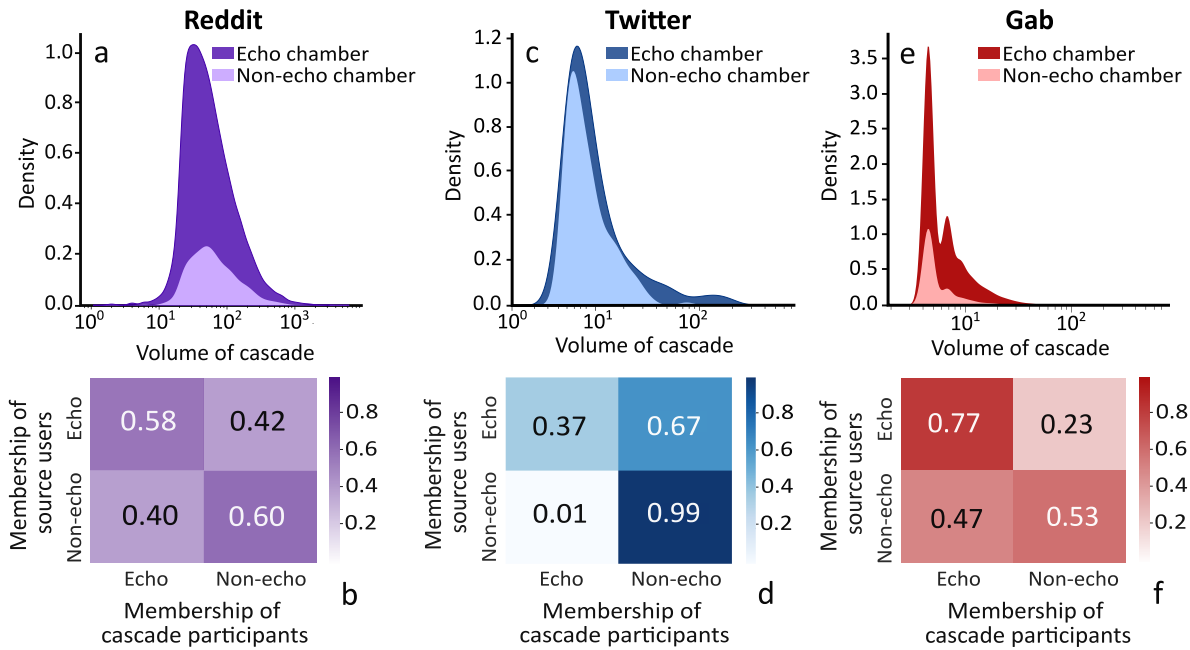 Reddit
a
Echo chamber
Non-echo chamber
1.0
0.8
0.6
0.4
0.2
0.0
Density
10⁰
10¹
10²
10³
Volume of cascade
Twitter
c
Echo chamber
Non-echo chamber
1.2
1.0
0.8
0.6
0.4
0.2
0.0
Density
10⁰
10¹
10²
Volume of cascade
Gab
e
Echo chamber
Non-echo chamber
3.5
3.0
2.5
2.0
1.5
1.0
0.5
0.0
Density
10¹
10²
Volume of cascade
Membership of
source users
Echo
Non-echo
0.58
0.42
0.40
0.60
0.8
0.6
0.4
0.2
Echo
Non-echo
b
Membership of
cascade participants
Membership of
source users
Echo
Non-echo
0.37
0.67
0.01
0.99
0.8
0.6
0.4
0.2
Echo
Non-echo
d
Membership of
cascade participants
Membership of
source users
Echo
Non-echo
0.77
0.23
0.47
0.53
0.8
0.6
0.4
0.2
Echo
Non-echo
f
Membership of
cascade participants